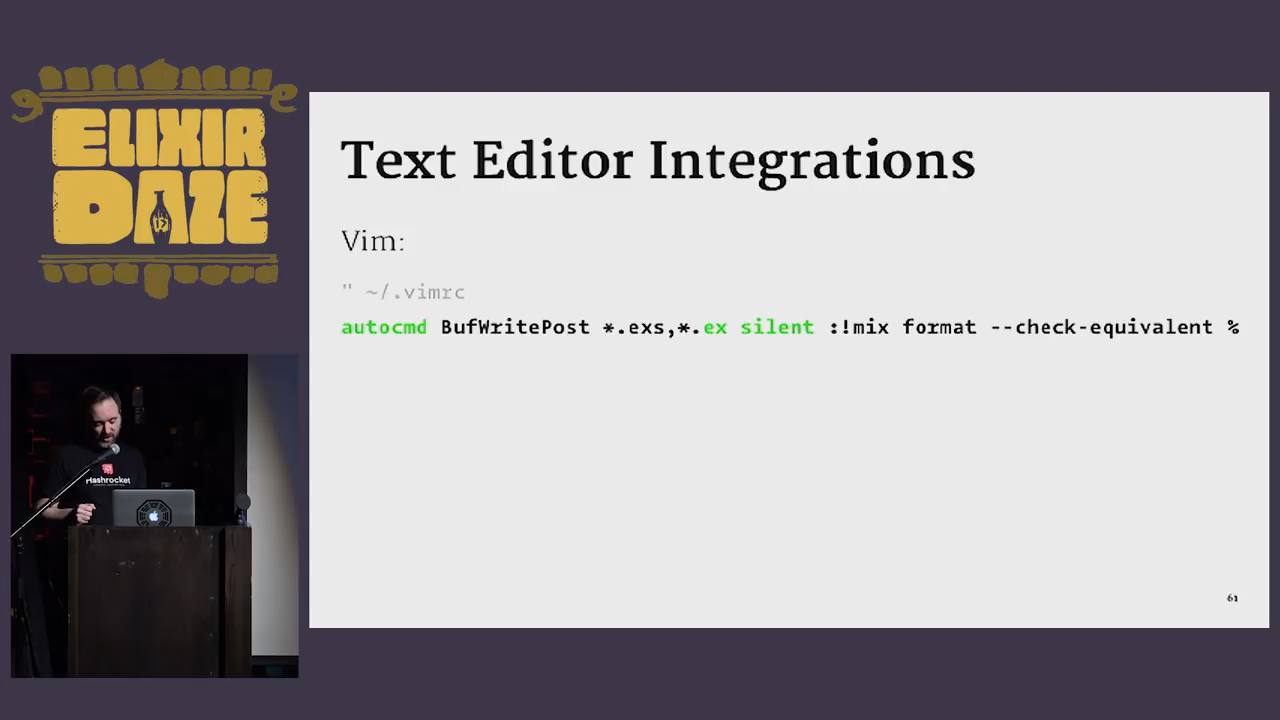 ELIXIR
DAZE
Text Editor Integrations
Vim:
" ~/.vimrc
autocmd BufWritePost *.exs,*.ex silent :!mix format --check-equivalent %
hashrocket
61